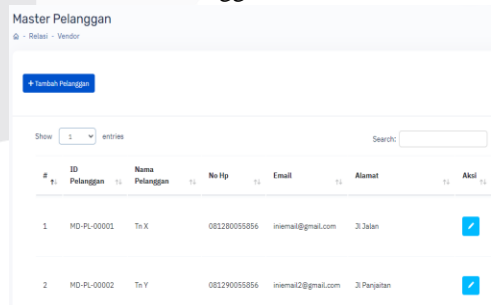 Master Pelanggan
- Relasi - Vendor
+ Tambah Pelanggan
Show 1 entries
Search:
# ID Pelanggan Nama Pelanggan No Hp Email Alamat Aksi
1 MD-PL-00001 Tn X 081280055856 iniemail@gmail.com Jl Jalan
2 MD-PL-00002 Tn Y 081290055856 iniemail2@gmail.com Jl Panjaitan